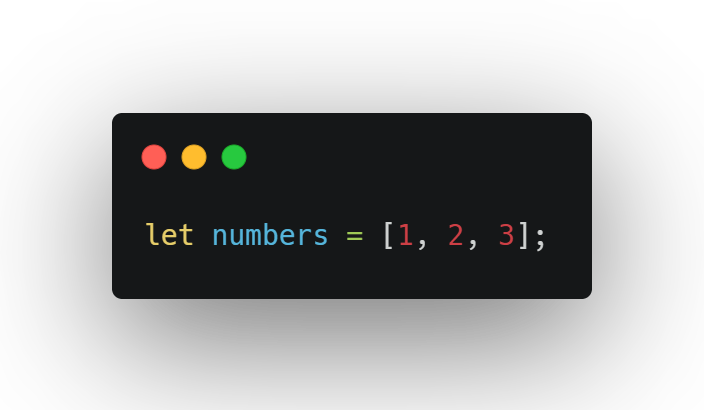 let numbers = [1, 2, 3];